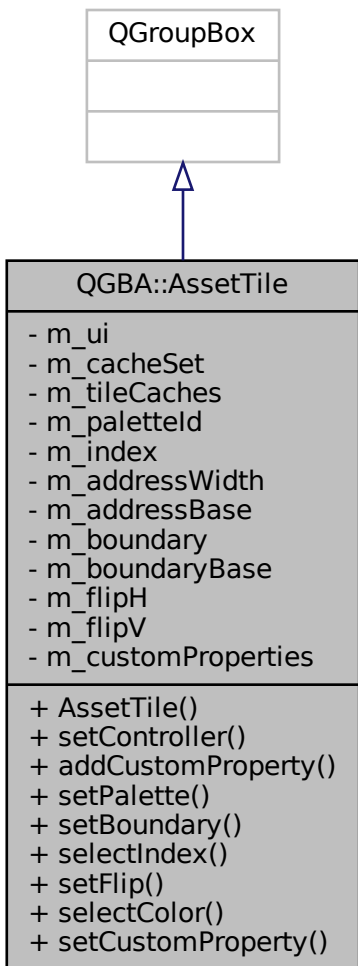 QGroupBox
QGBA::AssetTile
- m_ui
- m_cacheSet
- m_tileCaches
- m_paletteId
- m_index
- m_addressWidth
- m_addressBase
- m_boundary
- m_boundaryBase
- m_flipH
- m_flipV
- m_customProperties
+ AssetTile()
+ setController()
+ addCustomProperty()
+ setPalette()
+ setBoundary()
+ selectIndex()
+ setFlip()
+ selectColor()
+ setCustomProperty()